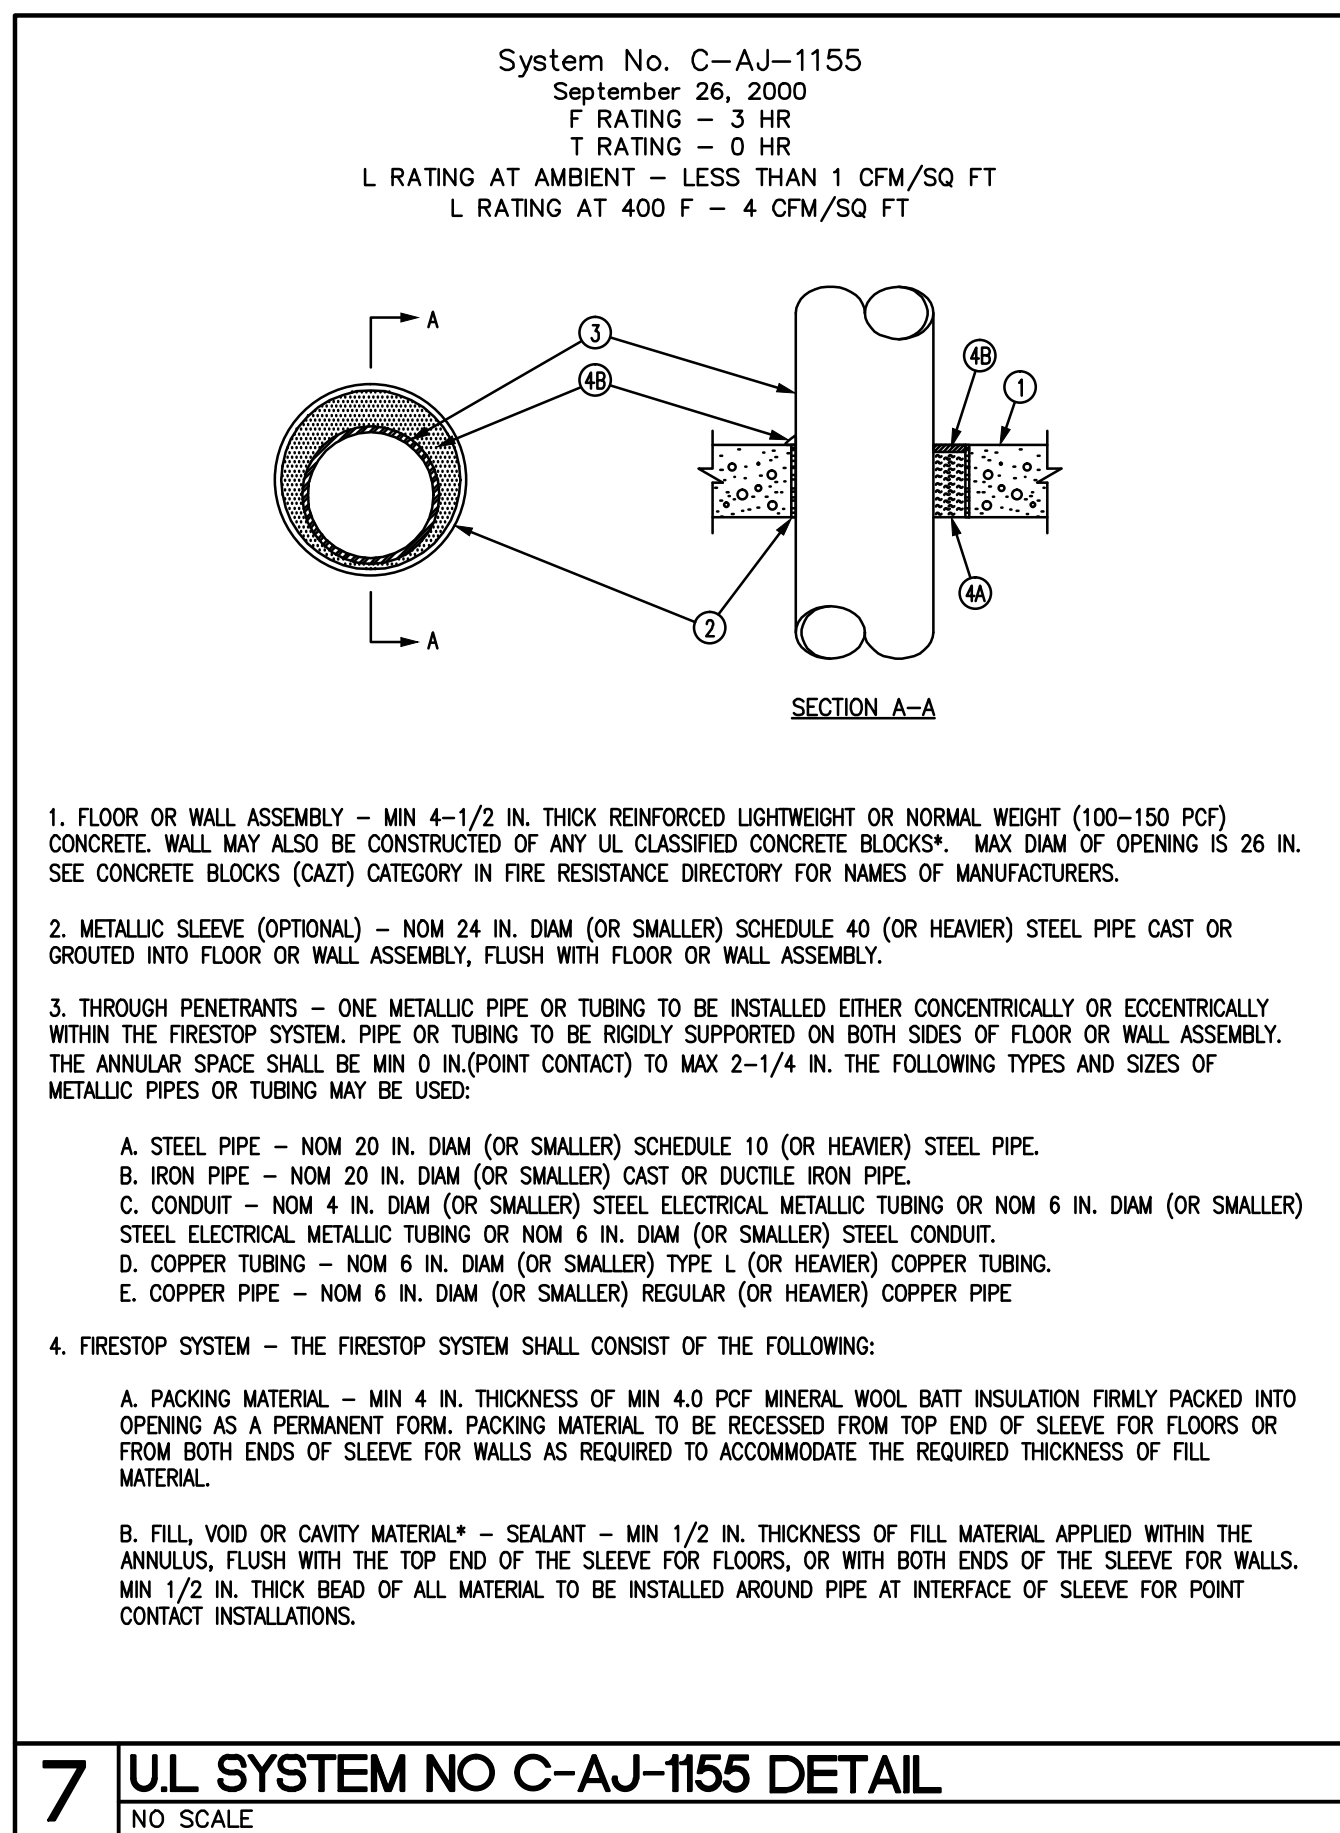 System No. C-AJ-1155
September 26, 2000
F RATING - 3 HR
T RATING - 0 HR
L RATING AT AMBIENT - LESS THAN 1 CFM/SQ FT
L RATING AT 400 F - 4 CFM/SQ FT
A
3
4B
4B
1
2
4A
A
SECTION A-A
1. FLOOR OR WALL ASSEMBLY - MIN 4-1/2 IN. THICK REINFORCED LIGHTWEIGHT OR NORMAL WEIGHT (100-150 PCF)
CONCRETE. WALL MAY ALSO BE CONSTRUCTED OF ANY UL CLASSIFIED CONCRETE BLOCKS*. MAX DIAM OF OPENING IS 26 IN.
SEE CONCRETE BLOCKS (CAZT) CATEGORY IN FIRE RESISTANCE DIRECTORY FOR NAMES OF MANUFACTURERS.
2. METALLIC SLEEVE (OPTIONAL) - NOM 24 IN. DIAM (OR SMALLER) SCHEDULE 40 (OR HEAVIER) STEEL PIPE CAST OR
GROUTED INTO FLOOR OR WALL ASSEMBLY, FLUSH WITH FLOOR OR WALL ASSEMBLY.
3. THROUGH PENETRANTS - ONE METALLIC PIPE OR TUBING TO BE INSTALLED EITHER CONCENTRICALLY OR ECCENTRICALLY
WITHIN THE FIRESTOP SYSTEM. PIPE OR TUBING TO BE RIGIDLY SUPPORTED ON BOTH SIDES OF FLOOR OR WALL ASSEMBLY.
THE ANNULAR SPACE SHALL BE MIN 0 IN.(POINT CONTACT) TO MAX 2-1/4 IN. THE FOLLOWING TYPES AND SIZES OF
METALLIC PIPES OR TUBING MAY BE USED:
A. STEEL PIPE - NOM 20 IN. DIAM (OR SMALLER) SCHEDULE 10 (OR HEAVIER) STEEL PIPE.
B. IRON PIPE - NOM 20 IN. DIAM (OR SMALLER) CAST OR DUCTILE IRON PIPE.
C. CONDUIT - NOM 4 IN. DIAM (OR SMALLER) STEEL ELECTRICAL METALLIC TUBING OR NOM 6 IN. DIAM (OR SMALLER)
STEEL ELECTRICAL METALLIC TUBING OR NOM 6 IN. DIAM (OR SMALLER) STEEL CONDUIT.
D. COPPER TUBING - NOM 6 IN. DIAM (OR SMALLER) TYPE L (OR HEAVIER) COPPER TUBING.
E. COPPER PIPE - NOM 6 IN. DIAM (OR SMALLER) REGULAR (OR HEAVIER) COPPER PIPE
4. FIRESTOP SYSTEM - THE FIRESTOP SYSTEM SHALL CONSIST OF THE FOLLOWING:
A. PACKING MATERIAL - MIN 4 IN. THICKNESS OF MIN 4.0 PCF MINERAL WOOL BATT INSULATION FIRMLY PACKED INTO
OPENING AS A PERMANENT FORM. PACKING MATERIAL TO BE RECESSED FROM TOP END OF SLEEVE FOR FLOORS OR
FROM BOTH ENDS OF SLEEVE FOR WALLS AS REQUIRED TO ACCOMMODATE THE REQUIRED THICKNESS OF FILL
MATERIAL.
B. FILL, VOID OR CAVITY MATERIAL* - SEALANT - MIN 1/2 IN. THICKNESS OF FILL MATERIAL APPLIED WITHIN THE
ANNULUS, FLUSH WITH THE TOP END OF THE SLEEVE FOR FLOORS, OR WITH BOTH ENDS OF THE SLEEVE FOR WALLS.
MIN 1/2 IN. THICK BEAD OF ALL MATERIAL TO BE INSTALLED AROUND PIPE AT INTERFACE OF SLEEVE FOR POINT
CONTACT INSTALLATIONS.
7
U.L SYSTEM NO C-AJ-1155 DETAIL
NO SCALE